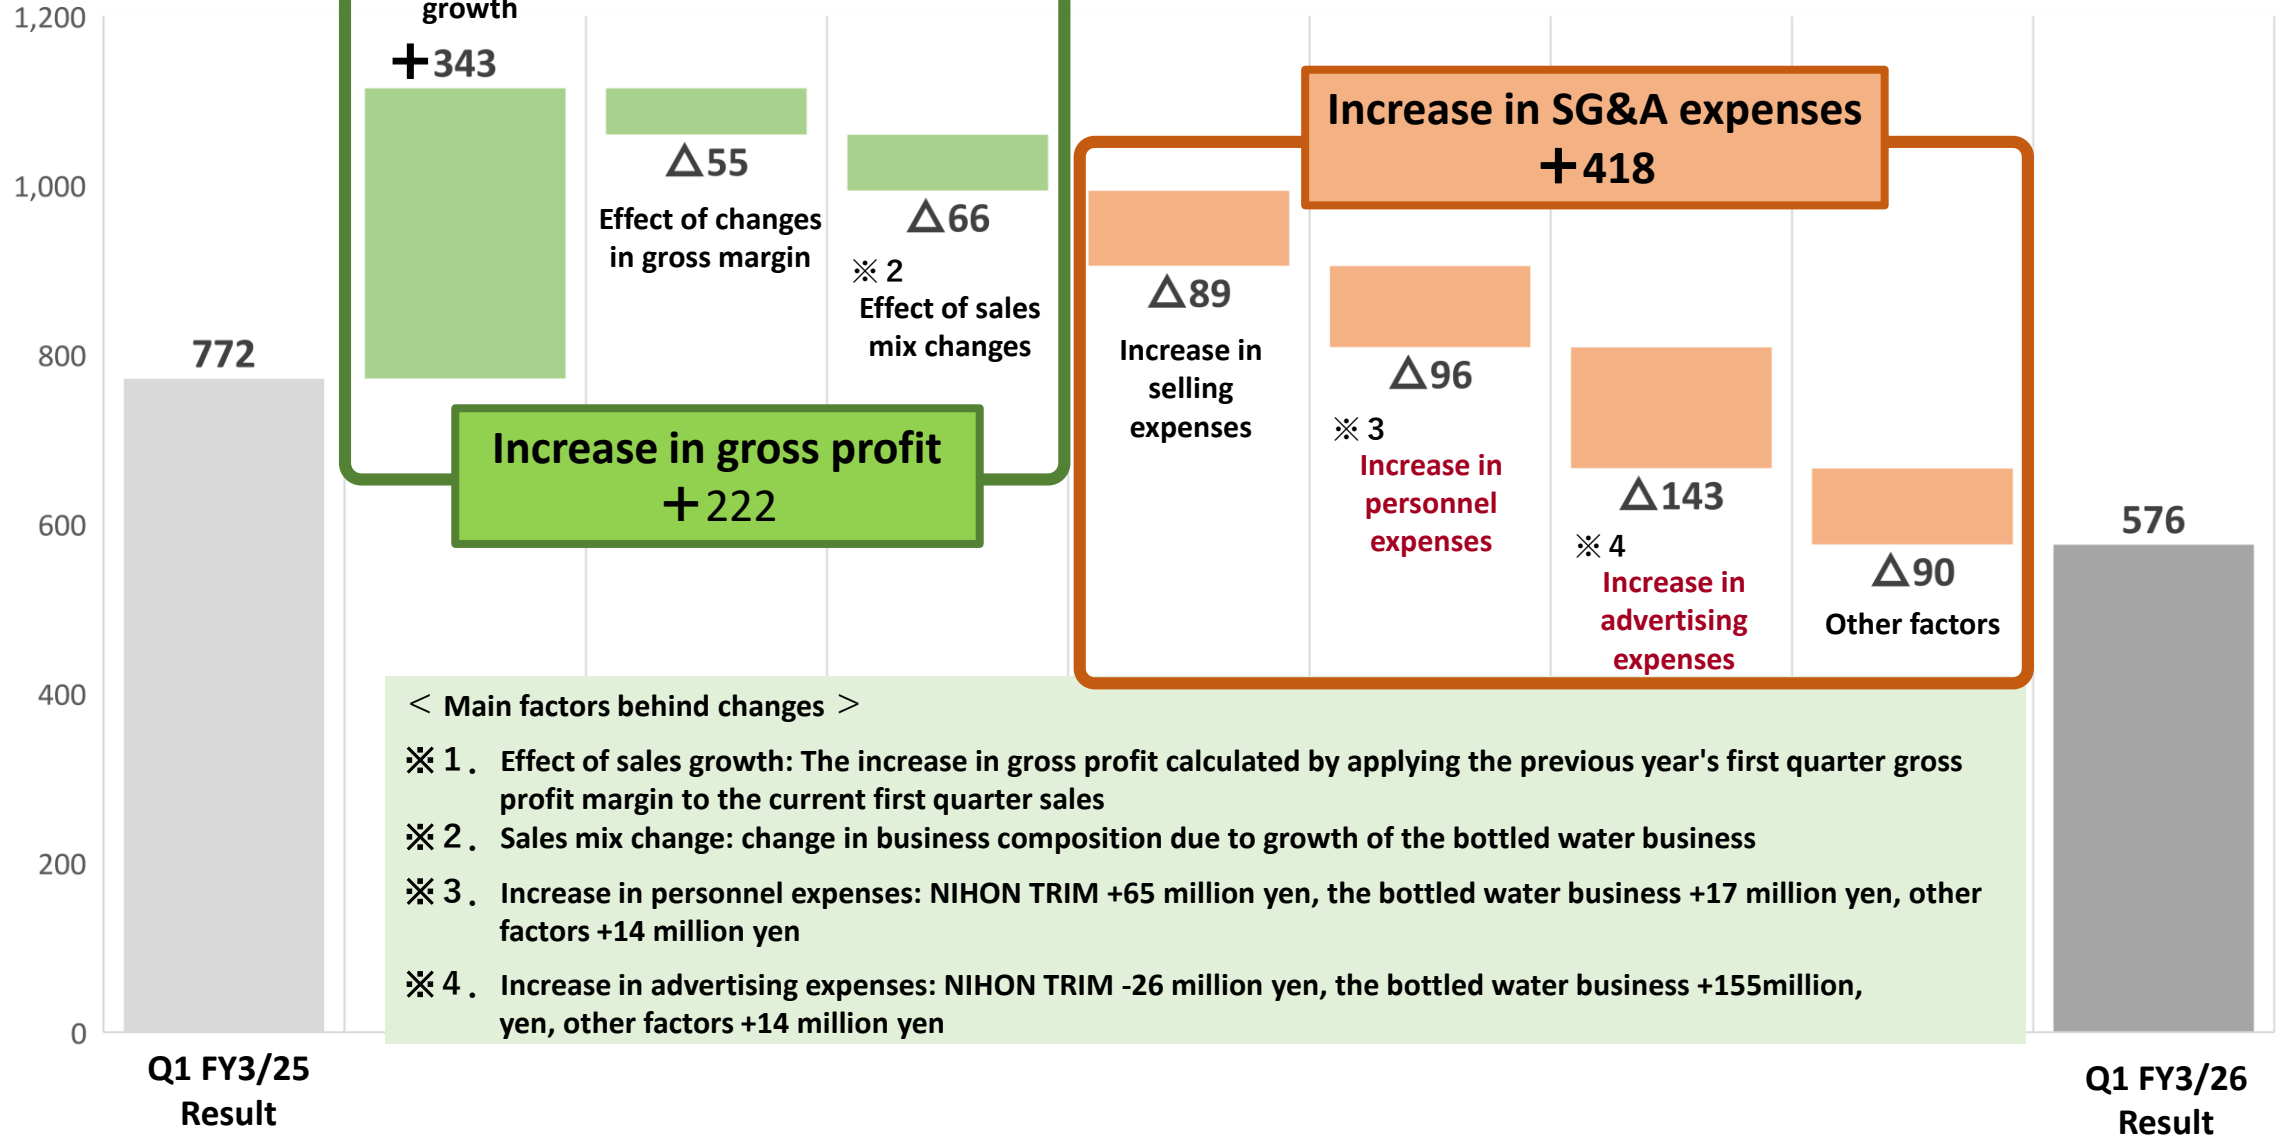 1,200
1,000
800
600
400
200
0
growth
+343
△55
Effect of changes
in gross margin
△66
※ 2
Effect of sales
mix changes
Increase in gross profit
+222
Increase in SG&A expenses
+418
△89
Increase in
selling
expenses
△96
※ 3
Increase in
personnel
expenses
△143
※ 4
Increase in
advertising
expenses
△90
Other factors
772
576
< Main factors behind changes >
※１. Effect of sales growth: The increase in gross profit calculated by applying the previous year's first quarter gross
profit margin to the current first quarter sales
※２. Sales mix change: change in business composition due to growth of the bottled water business
※３. Increase in personnel expenses: NIHON TRIM +65 million yen, the bottled water business +17 million yen, other
factors +14 million yen
※４. Increase in advertising expenses: NIHON TRIM -26 million yen, the bottled water business +155million,
yen, other factors +14 million yen
Q1 FY3/25
Result
Q1 FY3/26
Result